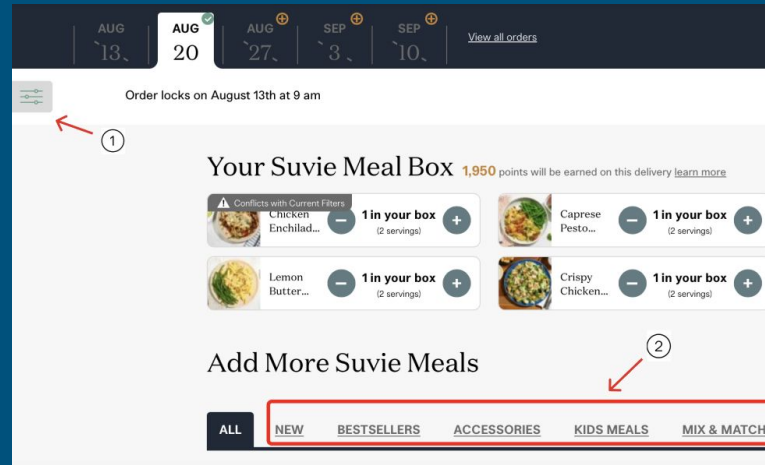 AUG AUG AUG SEP SEP
13 20 27 3 10 View all orders
Order locks on August 13th at 9 am
1
Your Suvie Meal Box 1,950 points will be earned on this delivery learn more
Conflicts with Current Filters
Chicken Enchilad... − 1 in your box +
(2 servings)
Caprese Pesto... − 1 in your box +
(2 servings)
Lemon Butter... − 1 in your box +
(2 servings)
Crispy Chicken... − 1 in your box +
(2 servings)
2
Add More Suvie Meals
ALL NEW BESTSELLERS ACCESSORIES KIDS MEALS MIX & MATCH